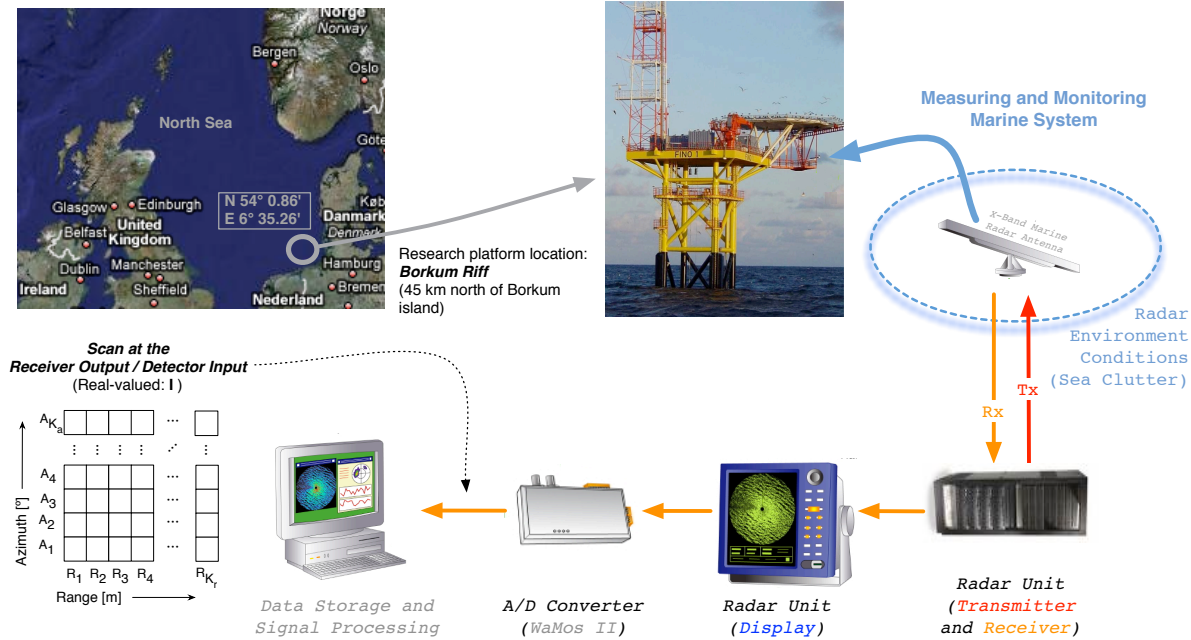 Norge
Norway
Bergen
Oslo
North Sea
Göte
Glasgow
Edinburgh
United
Kingdom
Belfast
Dublin
Manchester
Ireland
Sheffield
N 54° 0.86'
E 6° 35.26'
Køb
Danmark
Denmark
Hamburg
Bremen
Nederland
Research platform location:
Borkum Riff
(45 km north of Borkum
island)
FINO 1
Measuring and Monitoring
Marine System
X-Band Marine
Radar Antenna
Radar
Environment
Conditions
(Sea Clutter)
Rx
Tx
Scan at the
Receiver Output / Detector Input
(Real-valued: I )
Azimuth [º]
A_Ka ...
A_4
A_3
A_2 ...
A_1
R_1 R_2 R_3 R_4 R_Kr
Range [m]
Data Storage and
Signal Processing
A/D Converter
(WaMos II)
Radar Unit
(Display)
Radar Unit
(Transmitter
and Receiver)